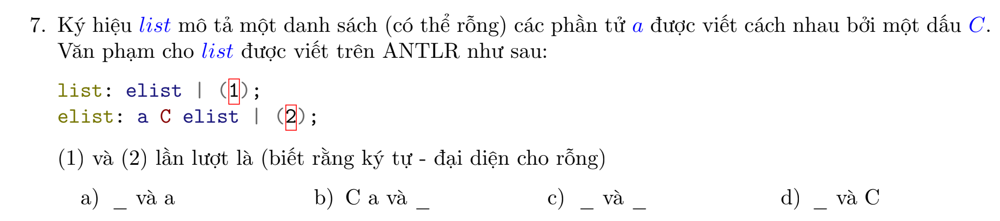 7. Ký hiệu list mô tả một danh sách (có thể rỗng) các phần tử a được viết cách nhau bởi một dấu C.
Văn phạm cho list được viết trên ANTLR như sau:
list: elist | (1);
elist: a C elist | (2);
(1) và (2) lần lượt là (biết rằng ký tự - đại diện cho rỗng)
a) _ và a b) C a và _ c) _ và _ d) _ và C